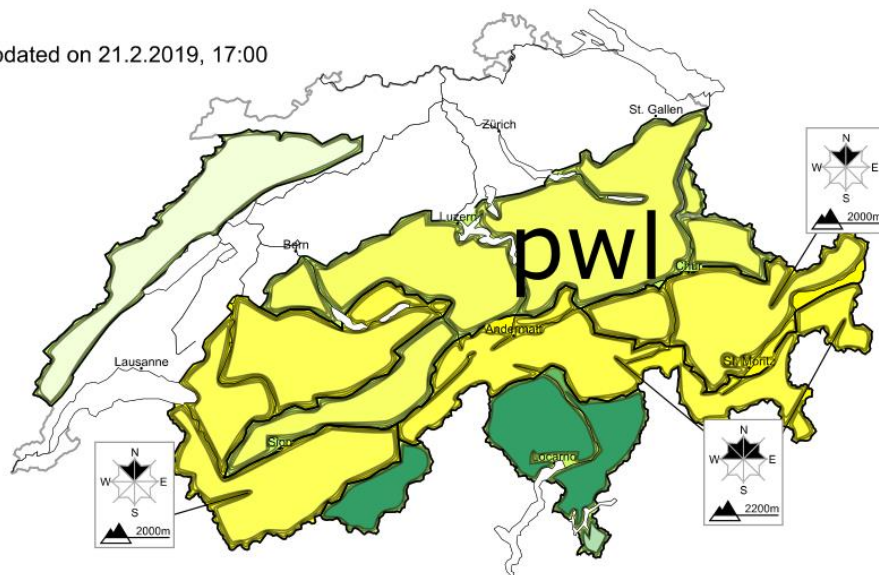 pdated on 21.2.2019, 17:00
St. Gallen
Zürich
N
W E
S
2000m
Luzern
pwl
Bern
Chur
Andermatt
Lausanne
St. Moritz
Sion
Locarno
N
W E
S
2000m
N
W E
S
2200m